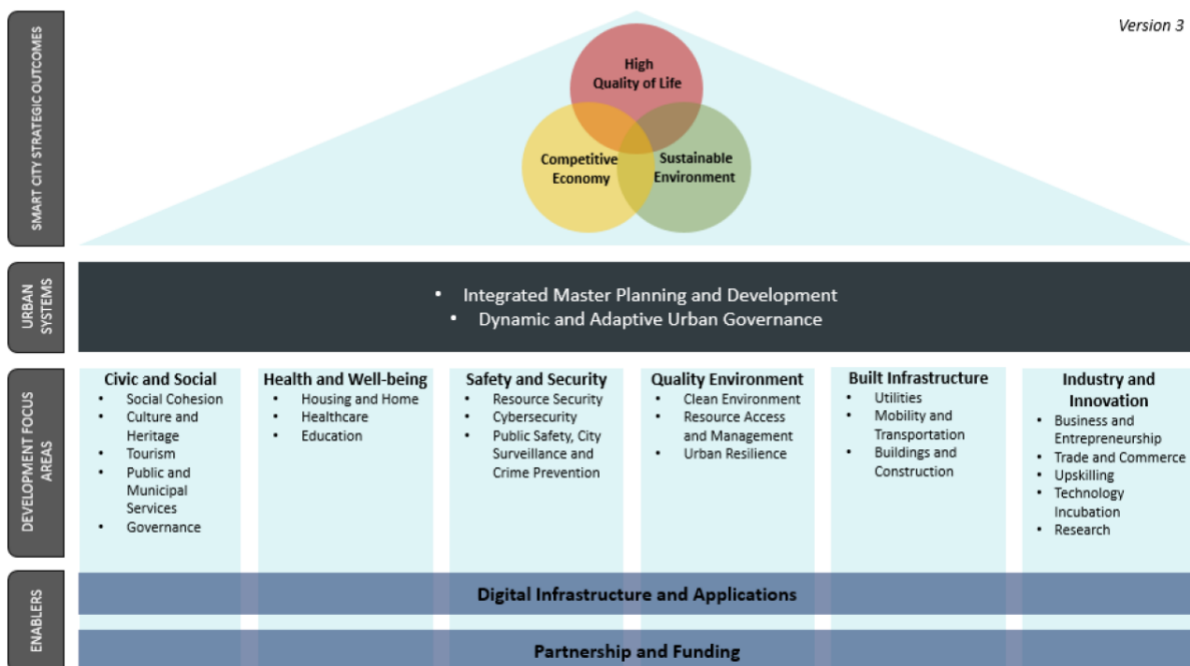 Version 3
SMART CITY STRATEGIC OUTCOMES
High
Quality of Life
Competitive
Economy
Sustainable
Environment
URBAN
SYSTEMS
• Integrated Master Planning and Development
• Dynamic and Adaptive Urban Governance
DEVELOPMENT FOCUS
AREAS
Civic and Social
• Social Cohesion
• Culture and
Heritage
• Tourism
• Public and
Municipal
Services
• Governance
Health and Well-being
• Housing and Home
• Healthcare
• Education
Safety and Security
• Resource Security
• Cybersecurity
• Public Safety, City
Surveillance and
Crime Prevention
Quality Environment
• Clean Environment
• Resource Access
and Management
• Urban Resilience
Built Infrastructure
• Utilities
• Mobility and
Transportation
• Buildings and
Construction
Industry and
Innovation
• Business and
Entrepreneurship
• Trade and Commerce
• Upskilling
• Technology
Incubation
• Research
ENABLERS
Digital Infrastructure and Applications
Partnership and Funding